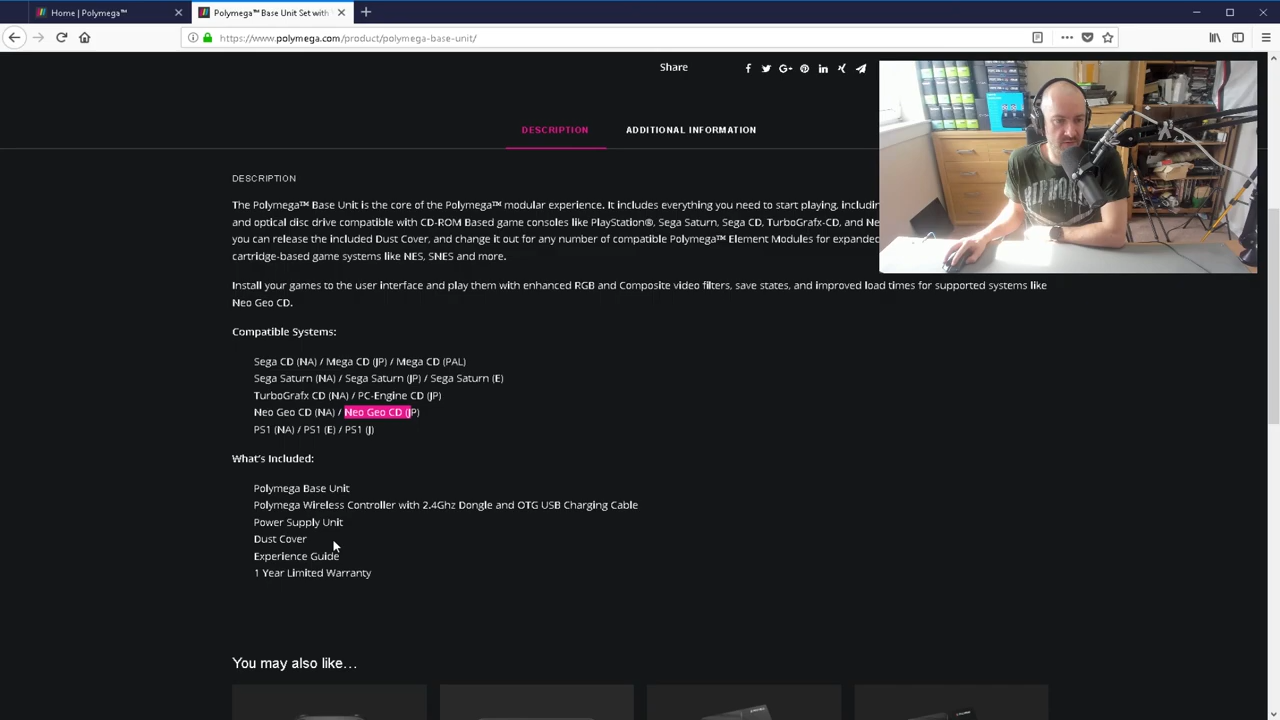 Home | Polymega™
Polymega™ Base Unit Set with
https://www.polymega.com/product/polymega-base-unit/
Share
DESCRIPTION
ADDITIONAL INFORMATION
DESCRIPTION
The Polymega™ Base Unit is the core of the Polymega™ modular experience. It includes everything you need to start playing, including
and optical disc drive compatible with CD-ROM Based game consoles like PlayStation®, Sega Saturn, Sega CD, TurboGrafx-CD, and Ne
you can release the included Dust Cover, and change it out for any number of compatible Polymega™ Element Modules for expanded
cartridge-based game systems like NES, SNES and more.
Install your games to the user interface and play them with enhanced RGB and Composite video filters, save states, and improved load times for supported systems like
Neo Geo CD.
Compatible Systems:
Sega CD (NA) / Mega CD (JP) / Mega CD (PAL)
Sega Saturn (NA) / Sega Saturn (JP) / Sega Saturn (E)
TurboGrafx CD (NA) / PC-Engine CD (JP)
Neo Geo CD (NA) / Neo Geo CD (JP)
PS1 (NA) / PS1 (E) / PS1 (J)
What's Included:
Polymega Base Unit
Polymega Wireless Controller with 2.4Ghz Dongle and OTG USB Charging Cable
Power Supply Unit
Dust Cover
Experience Guide
1 Year Limited Warranty
You may also like…